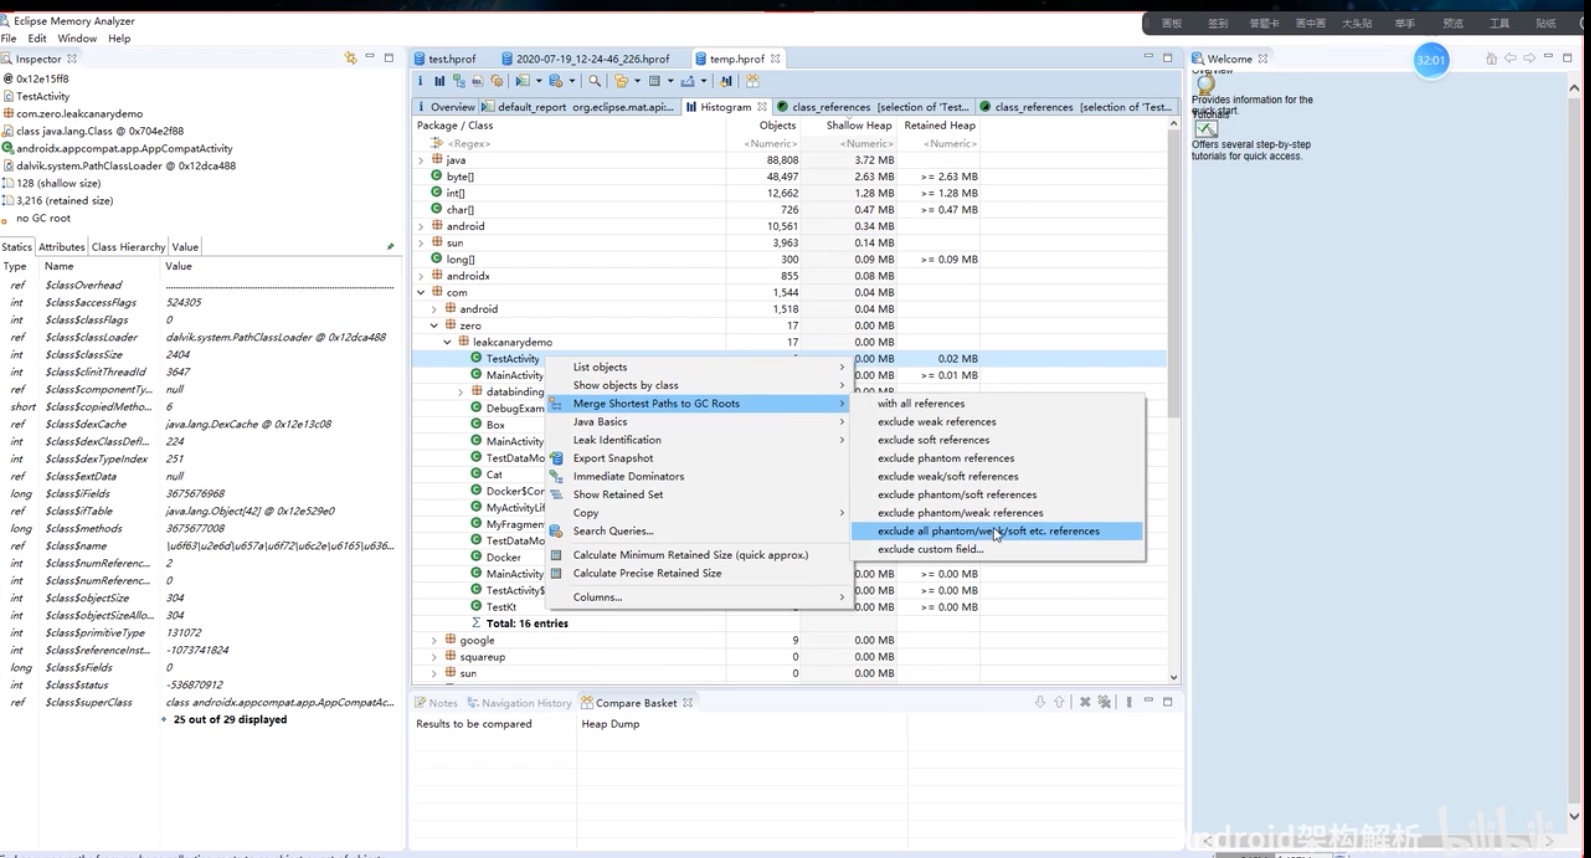 Eclipse Memory Analyzer
画板 签到 答题卡 画中画 大头贴 举手 预览 工具 贴纸
File Edit Window Help
Inspector
@ 0x12e15ff8
TestActivity
com.zero.leakcanarydemo
class java.lang.Class @ 0x704e2f88
androidx.appcompat.app.AppCompatActivity
dalvik.system.PathClassLoader @ 0x12dca488
128 (shallow size)
3,216 (retained size)
no GC root
Statics Attributes Class Hierarchy Value
Type Name Value
ref $classOverhead
int $class$accessFlags 524305
int $class$classFlags 0
ref $class$classLoader dalvik.system.PathClassLoader @ 0x12dca488
int $class$classSize 2404
int $class$clinitThreadId 3647
ref $class$componentTy... null
short $class$copiedMetho... 6
ref $class$dexCache java.lang.DexCache @ 0x12e13c08
int $class$dexClassDefI... 224
int $class$dexTypeIndex 251
ref $class$extData null
long $class$iFields 3675676968
ref $class$ifTable java.lang.Object[42] @ 0x12e529e0
long $class$methods 3675677008
ref $class$name \u6f63\u2e6d\u657a\u6f72\u6c2e\u6165\u636...
int $class$numReferenc... 2
int $class$numReferenc... 0
int $class$objectSize 304
int $class$objectSizeAllo... 304
int $class$primitiveType 131072
int $class$referenceInst... -1073741824
long $class$sFields 0
int $class$status -536870912
ref $class$superClass class androidx.appcompat.app.AppCompatAc...
25 out of 29 displayed
test.hprof 2020-07-19_12-24-46_226.hprof temp.hprof
i Overview default_report org.eclipse.mat.api:... Histogram class_references [selection of 'Test... class_references [selection of 'Test...
Package / Class Objects Shallow Heap Retained Heap
<Regex> <Numeric> <Numeric> <Numeric>
java 88,808 3.72 MB
byte[] 48,497 2.63 MB >= 2.63 MB
int[] 12,662 1.28 MB >= 1.28 MB
char[] 726 0.47 MB >= 0.47 MB
android 10,561 0.34 MB
sun 3,963 0.14 MB
long[] 300 0.09 MB >= 0.09 MB
androidx 855 0.08 MB
com 1,544 0.04 MB
android 1,518 0.04 MB
zero 17 0.00 MB
leakcanarydemo 17 0.00 MB
TestActivity 0.00 MB 0.02 MB
MainActivity 0.00 MB >= 0.01 MB
databinding 0.00 MB
DebugExam
Box
MainActivity
TestDataMo
Cat
Docker$Cor
MyActivityLif
MyFragmen
TestDataMo
Docker
MainActivity 0.00 MB >= 0.00 MB
TestActivity$ 0.00 MB >= 0.00 MB
TestKt 0.00 MB >= 0.00 MB
Σ Total: 16 entries
google 9 0.00 MB
squareup 0 0.00 MB
sun 0 0.00 MB
List objects
Show objects by class
Merge Shortest Paths to GC Roots
Java Basics
Leak Identification
Export Snapshot
Immediate Dominators
Show Retained Set
Copy
Search Queries...
Calculate Minimum Retained Size (quick approx.)
Calculate Precise Retained Size
Columns...
with all references
exclude weak references
exclude soft references
exclude phantom references
exclude weak/soft references
exclude phantom/soft references
exclude phantom/weak references
exclude all phantom/weak/soft etc. references
exclude custom field...
Notes Navigation History Compare Basket
Results to be compared Heap Dump
Welcome
32:01
Overview
Provides information for the
quick start.
Tutorials
Offers several step-by-step
tutorials for quick access.
ndroid架构解析 bilibili